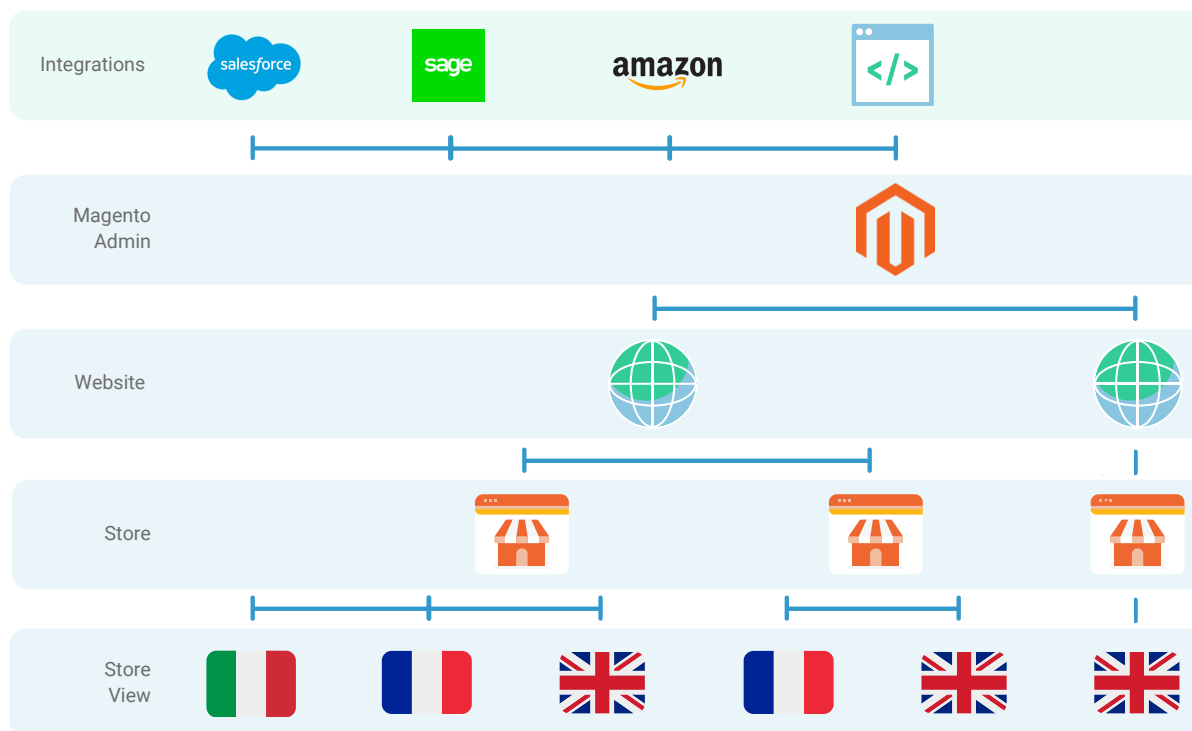 Integrations
salesforce
sage
amazon
</>
Magento
Admin
Website
Store
Store
View